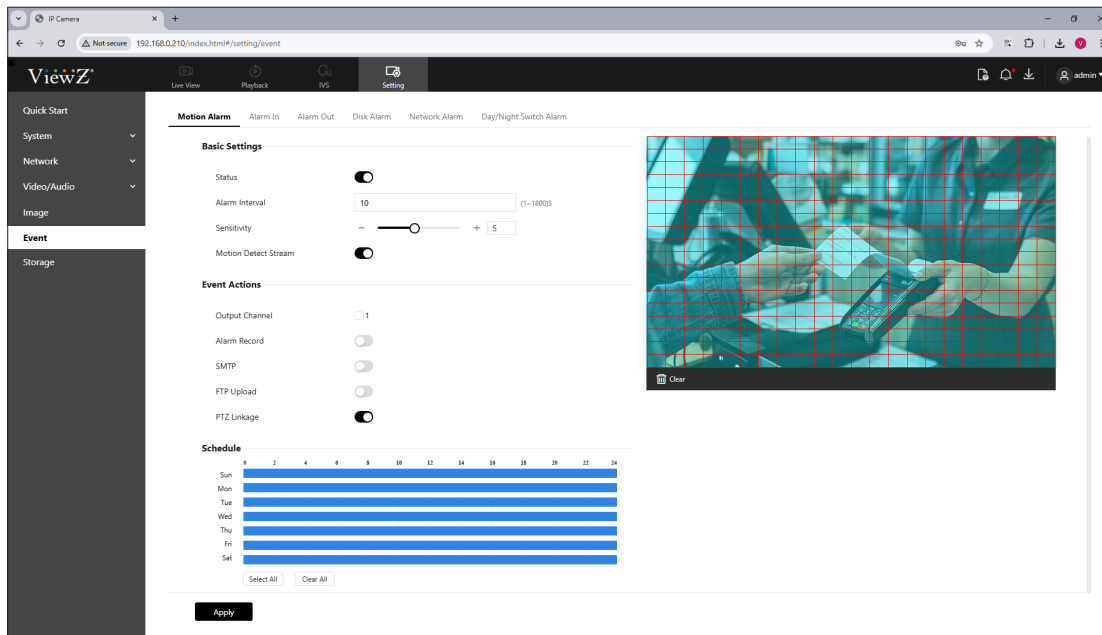 IP Camera
Not secure 192.168.0.210/index.html#/setting/event
V
ViewZ
Live View Playback IVS Setting
admin
Quick Start
System
Network
Video/Audio
Image
Event
Storage
Motion Alarm Alarm In Alarm Out Disk Alarm Network Alarm Day/Night Switch Alarm
Basic Settings
Status
Alarm Interval 10 (1~1800)S
Sensitivity − + 5
Motion Detect Stream
Event Actions
Output Channel 1
Alarm Record
SMTP
FTP Upload
PTZ Linkage
Clear
Schedule
0 2 4 6 8 10 12 14 16 18 20 22 24
Sun
Mon
Tue
Wed
Thu
Fri
Sat
Select All Clear All
Apply